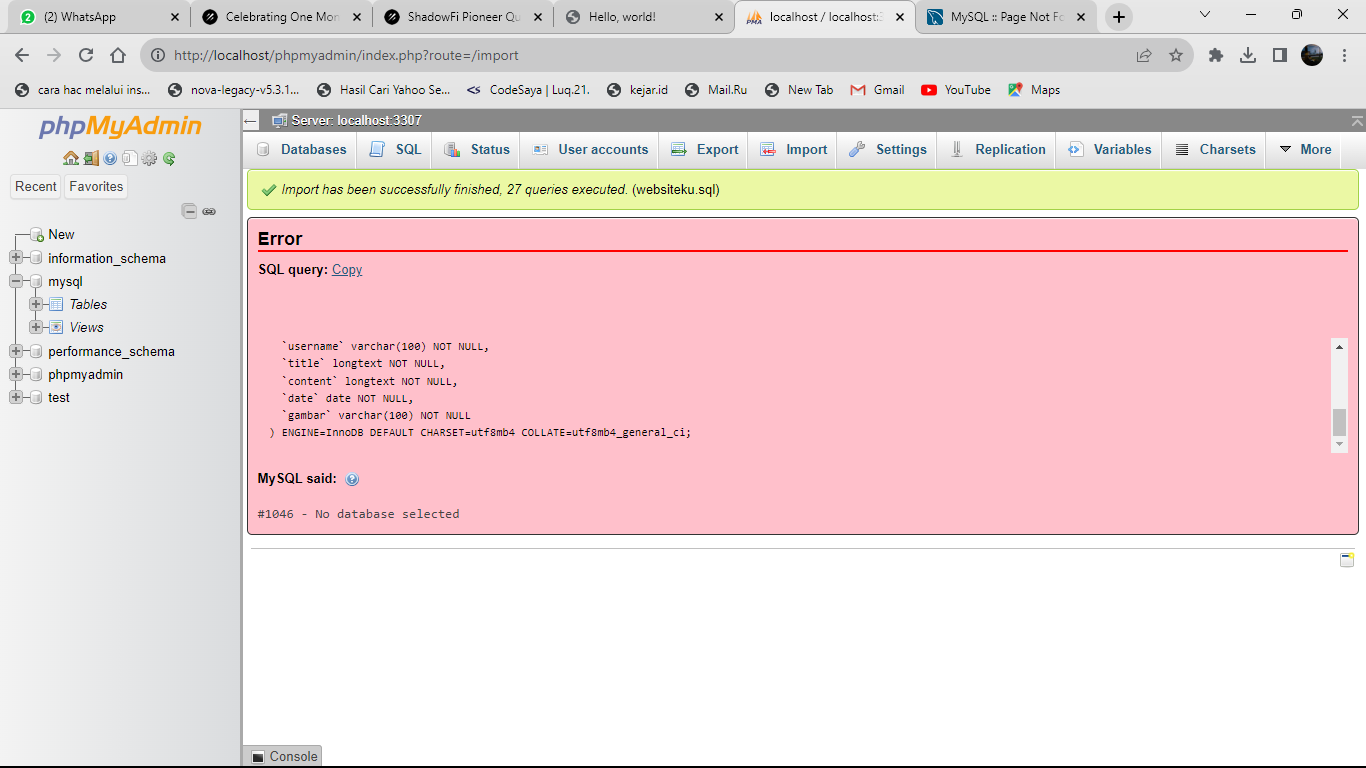 (2) WhatsApp
Celebrating One Mon
ShadowFi Pioneer Qu
Hello, world!
localhost / localhost:3
MySQL :: Page Not Fo
http://localhost/phpmyadmin/index.php?route=/import
cara hac melalui ins...
nova-legacy-v5.3.1...
Hasil Cari Yahoo Se...
CodeSaya | Luq.21.
kejar.id
Mail.Ru
New Tab
Gmail
YouTube
Maps
phpMyAdmin
Recent
Favorites
New
information_schema
mysql
Tables
Views
performance_schema
phpmyadmin
test
Server: localhost:3307
Databases
SQL
Status
User accounts
Export
Import
Settings
Replication
Variables
Charsets
More
Import has been successfully finished, 27 queries executed. (websiteku.sql)
Error
SQL query: Copy
`username` varchar(100) NOT NULL,
`title` longtext NOT NULL,
`content` longtext NOT NULL,
`date` date NOT NULL,
`gambar` varchar(100) NOT NULL
) ENGINE=InnoDB DEFAULT CHARSET=utf8mb4 COLLATE=utf8mb4_general_ci;
MySQL said:
#1046 - No database selected
Console